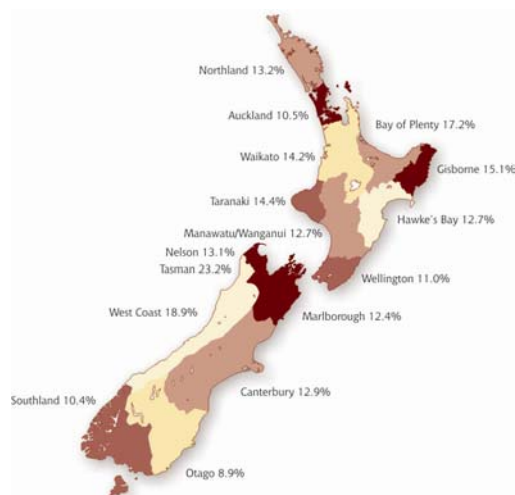 Northland 13.2%
Auckland 10.5%
Bay of Plenty 17.2%
Waikato 14.2%
Gisborne 15.1%
Taranaki 14.4%
Hawke's Bay 12.7%
Manawatu/Wanganui 12.7%
Nelson 13.1%
Tasman 23.2%
Wellington 11.0%
West Coast 18.9%
Marlborough 12.4%
Canterbury 12.9%
Southland 10.4%
Otago 8.9%